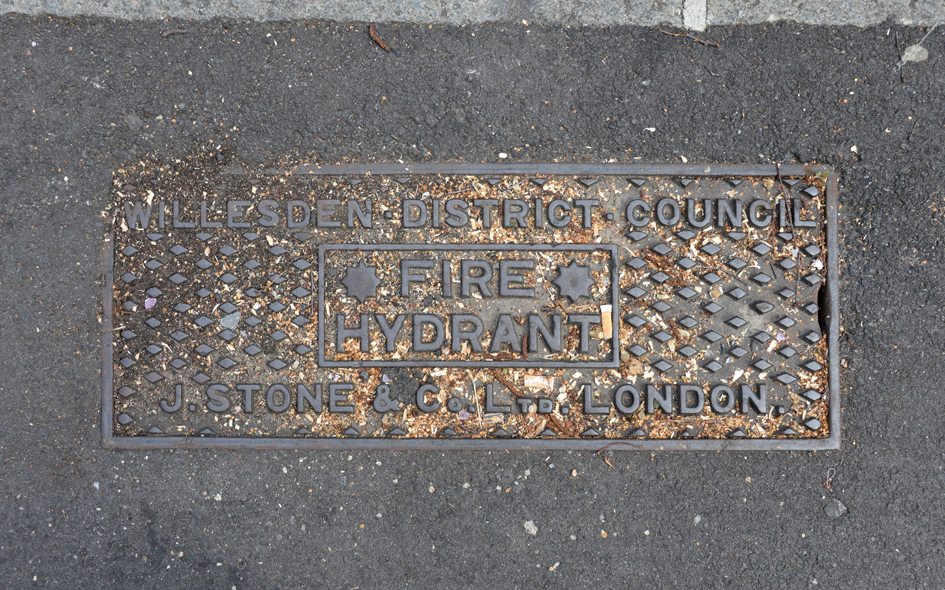 WILLESDEN · DISTRICT · COUNCIL
FIRE
HYDRANT
J. STONE & CO. LTD. LONDON.